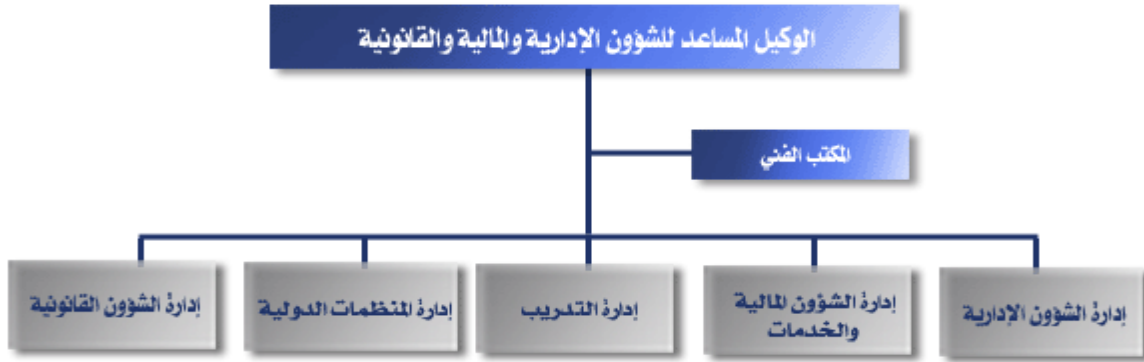 الوكيل المساعد للشؤون الإدارية والمالية والقانونية
المكتب الفني
إدارة الشؤون الإدارية
إدارة الشؤون المالية
والخدمات
إدارة التدريب
إدارة المنظمات الدولية
إدارة الشؤون القانونية